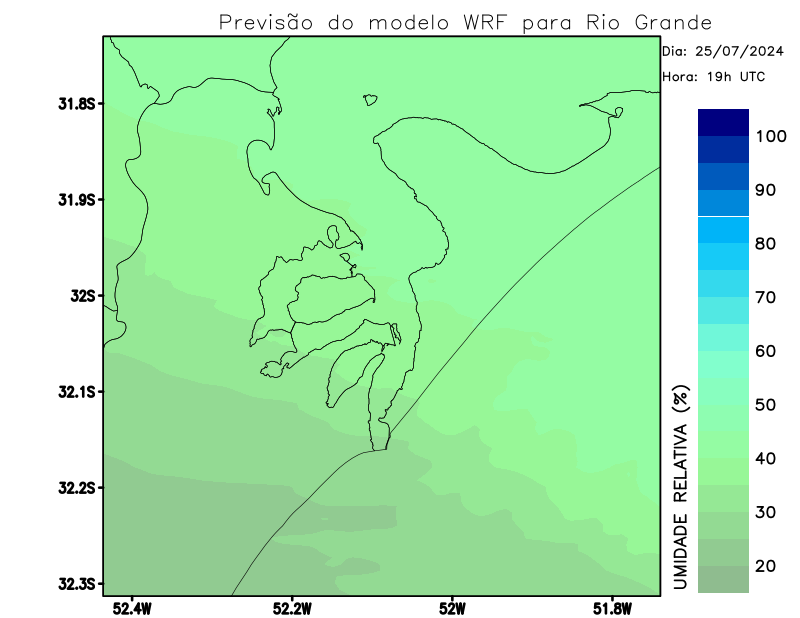 Previsão do modelo WRF para Rio Grande
Dia: 25/07/2024
Hora: 19h UTC
31.8S
31.9S
32S
32.1S
32.2S
32.3S
52.4W
52.2W
52W
51.8W
UMIDADE RELATIVA (%)
100
90
80
70
60
50
40
30
20